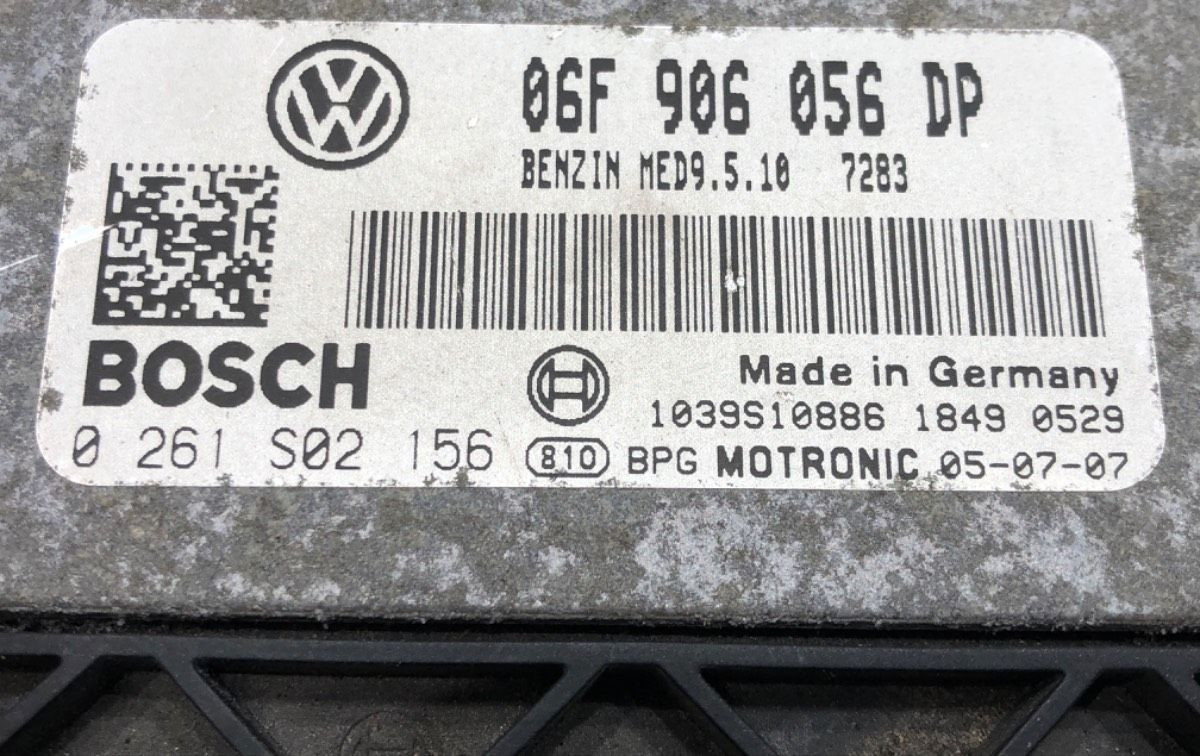 06F 906 056 DP
BENZIN MED9.5.10 7283
BOSCH
Made in Germany
1039S10886 1849 0529
0 261 S02 156 810 BPG MOTRONIC 05-07-07